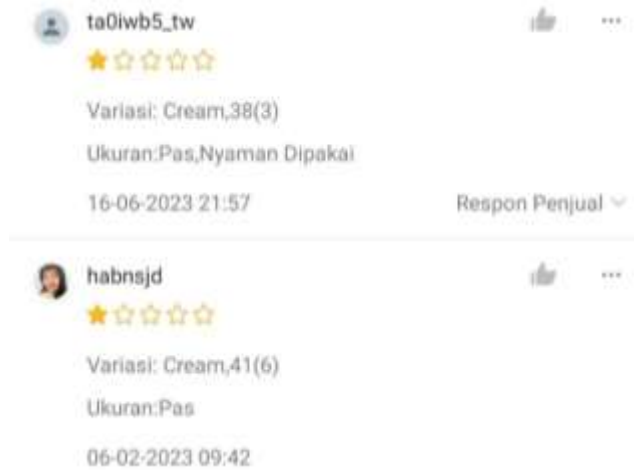 ta0iwb5_tw
Variasi: Cream,38(3)
Ukuran:Pas,Nyaman Dipakai
16-06-2023 21:57 Respon Penjual
habnsjd
Variasi: Cream,41(6)
Ukuran:Pas
06-02-2023 09:42